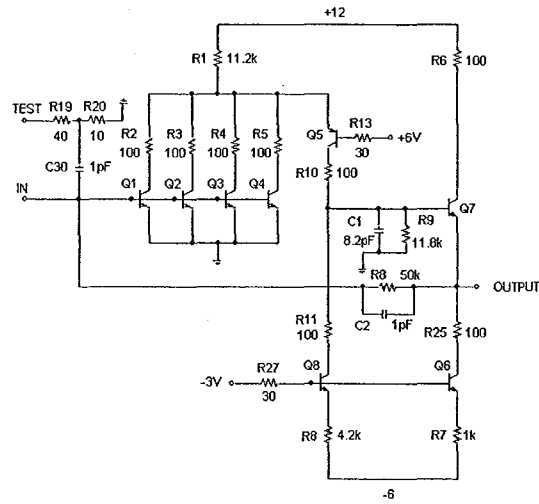 +12
R1
11.2k
R6
100
TEST
R19
R20
40
10
R2
100
R3
100
R4
100
R5
100
Q5
R13
30
+6V
C30
1pF
R10
100
IN
Q1
Q2
Q3
Q4
Q7
C1
8.2pF
R9
11.8k
R8
50k
OUTPUT
C2
1pF
R11
100
R25
100
-3V
R27
30
Q8
Q6
R8
4.2k
R7
1k
-6